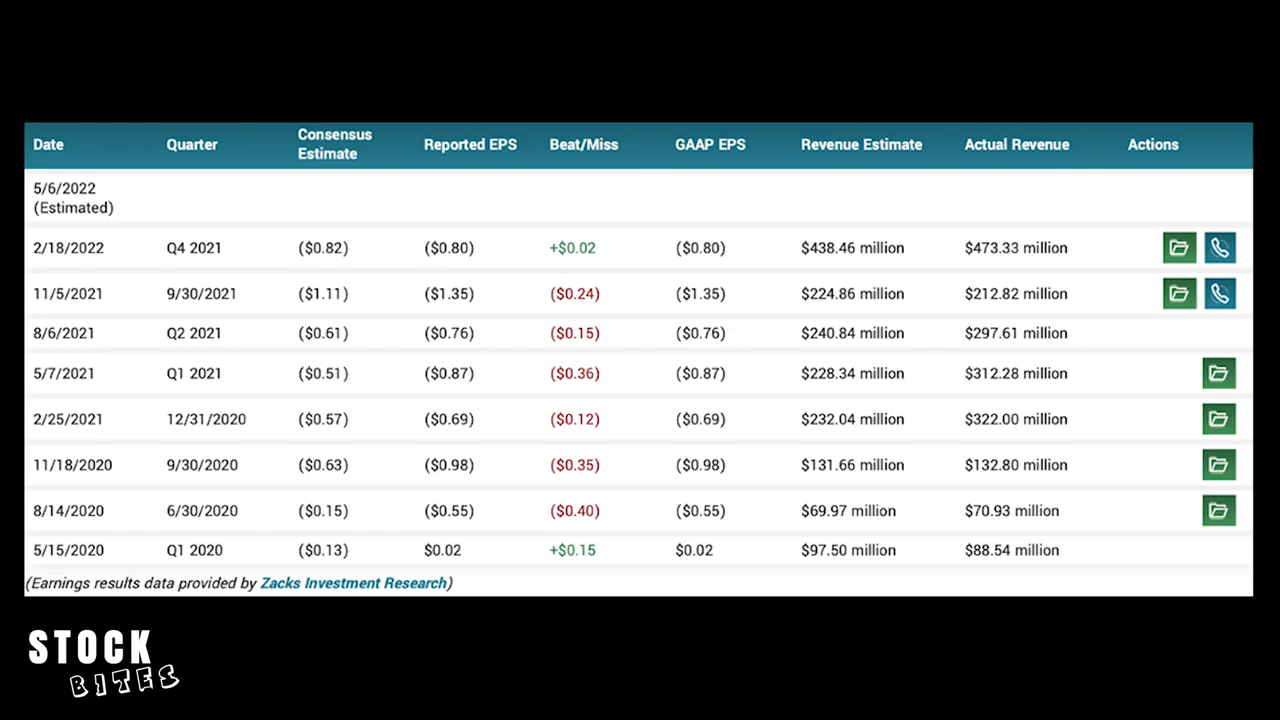 Date Quarter Consensus Estimate Reported EPS Beat/Miss GAAP EPS Revenue Estimate Actual Revenue Actions
5/6/2022
(Estimated)
2/18/2022 Q4 2021 ($0.82) ($0.80) +$0.02 ($0.80) $438.46 million $473.33 million
11/5/2021 9/30/2021 ($1.11) ($1.35) ($0.24) ($1.35) $224.86 million $212.82 million
8/6/2021 Q2 2021 ($0.61) ($0.76) ($0.15) ($0.76) $240.84 million $297.61 million
5/7/2021 Q1 2021 ($0.51) ($0.87) ($0.36) ($0.87) $228.34 million $312.28 million
2/25/2021 12/31/2020 ($0.57) ($0.69) ($0.12) ($0.69) $232.04 million $322.00 million
11/18/2020 9/30/2020 ($0.63) ($0.98) ($0.35) ($0.98) $131.66 million $132.80 million
8/14/2020 6/30/2020 ($0.15) ($0.55) ($0.40) ($0.55) $69.97 million $70.93 million
5/15/2020 Q1 2020 ($0.13) $0.02 +$0.15 $0.02 $97.50 million $88.54 million
(Earnings results data provided by Zacks Investment Research)
STOCK
BITES